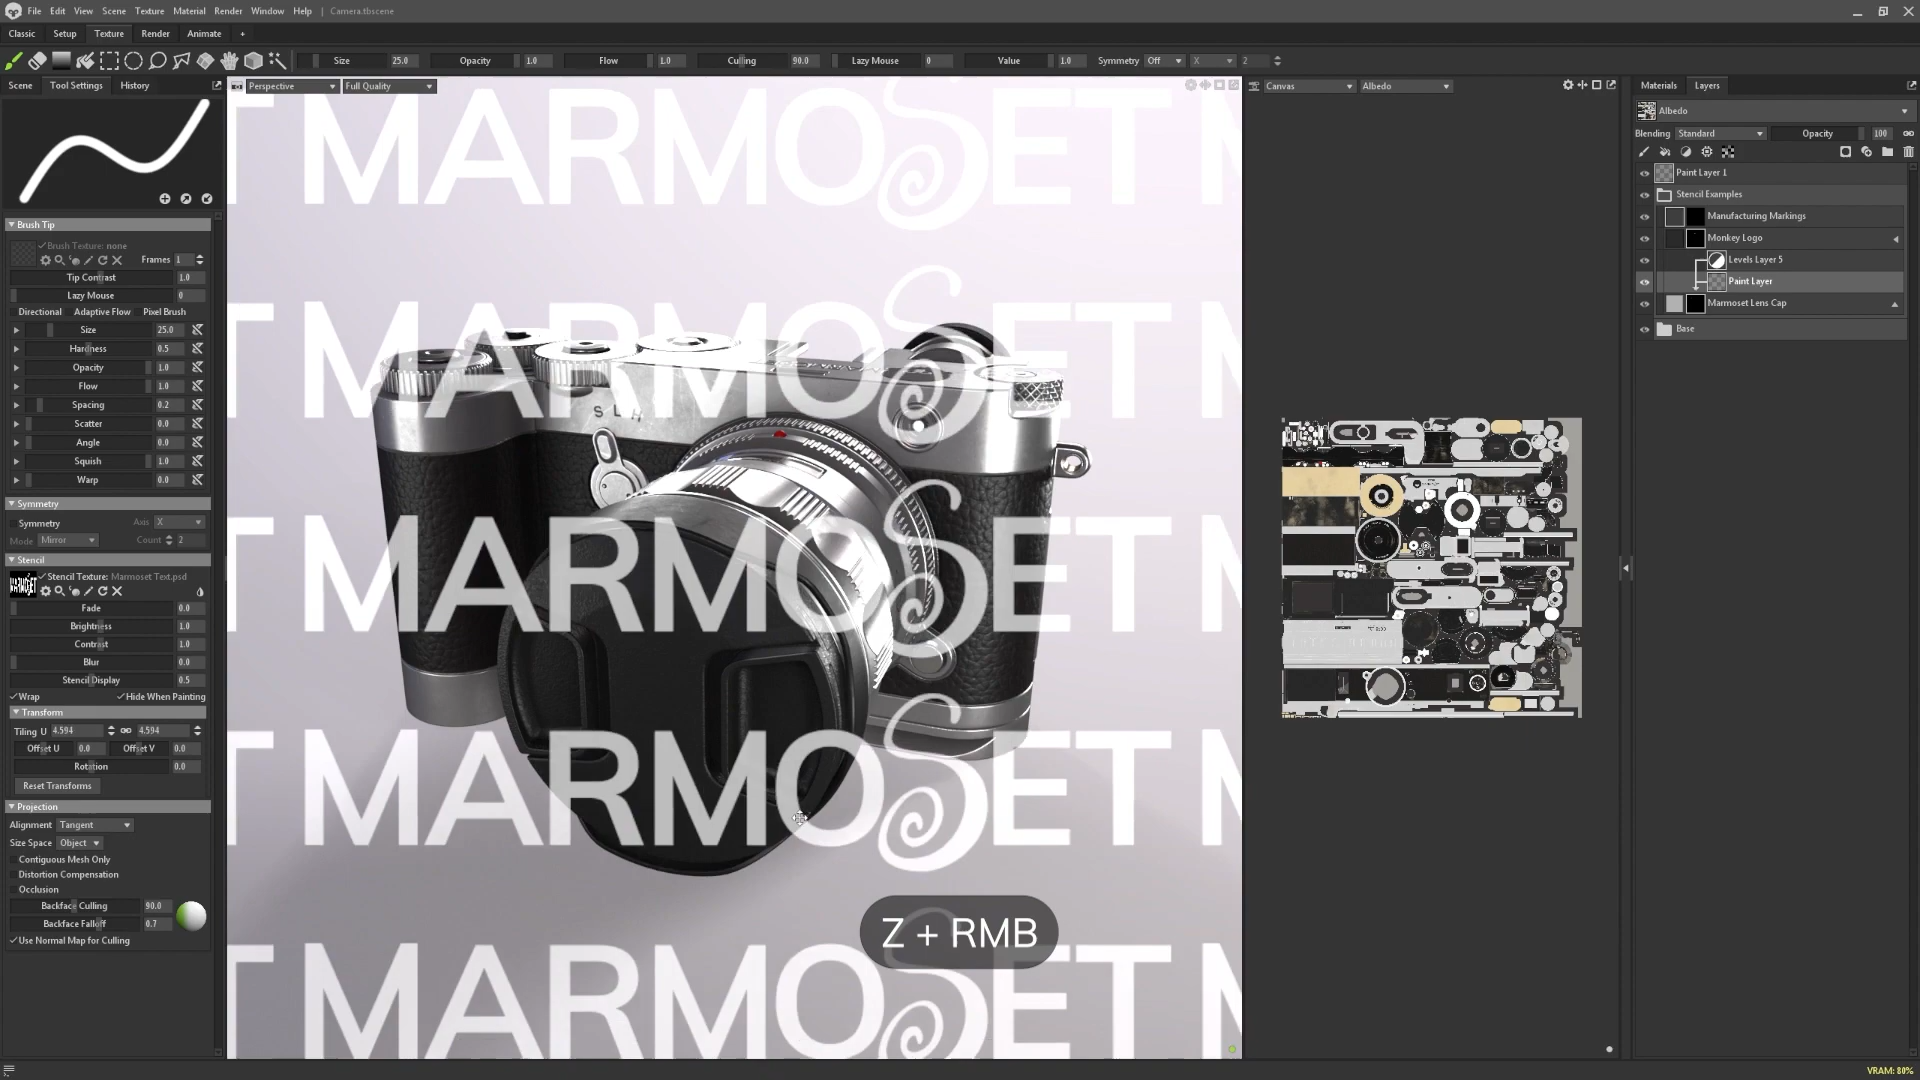 File Edit View Scene Texture Material Render Window Help | Camera.tbscene
Classic Setup Texture Render Animate +
Size 25.0 Opacity 1.0 Flow 1.0 Culling 90.0 Lazy Mouse 0 Value 1.0 Symmetry Off X 2
Scene Tool Settings History
Perspective Full Quality
Canvas Albedo
Materials Layers
Albedo
Blending Standard Opacity 100
Paint Layer 1
Stencil Examples
Manufacturing Markings
Monkey Logo
Levels Layer 5
Paint Layer
Marmoset Lens Cap
Base
Brush Tip
Brush Texture: none
Frames 1
Tip Contrast 1.0
Lazy Mouse 0
Directional Adaptive Flow Pixel Brush
Size 25.0
Hardness 0.5
Opacity 1.0
Flow 1.0
Spacing 0.2
Scatter 0.0
Angle 0.0
Squish 1.0
Warp 0.0
Symmetry
Symmetry Axis X
Mode Mirror Count 2
Stencil
Stencil Texture: Marmoset Text.psd
Fade 0.0
Brightness 1.0
Contrast 1.0
Blur 0.0
Stencil Display 0.5
Wrap Hide When Painting
Transform
Tiling U 4.594 4.594
Offset U 0.0 Offset V 0.0
Rotation 0.0
Reset Transforms
Projection
Alignment Tangent
Size Space Object
Contiguous Mesh Only
Distortion Compensation
Occlusion
Backface Culling 90.0
Backface Falloff 0.7
Use Normal Map for Culling
T MARMOSET M
T MARMOSET M
SLH
T MARMOSET M
T MARMOSET M
Z + RMB
T MARMOSET M
VRAM: 80%